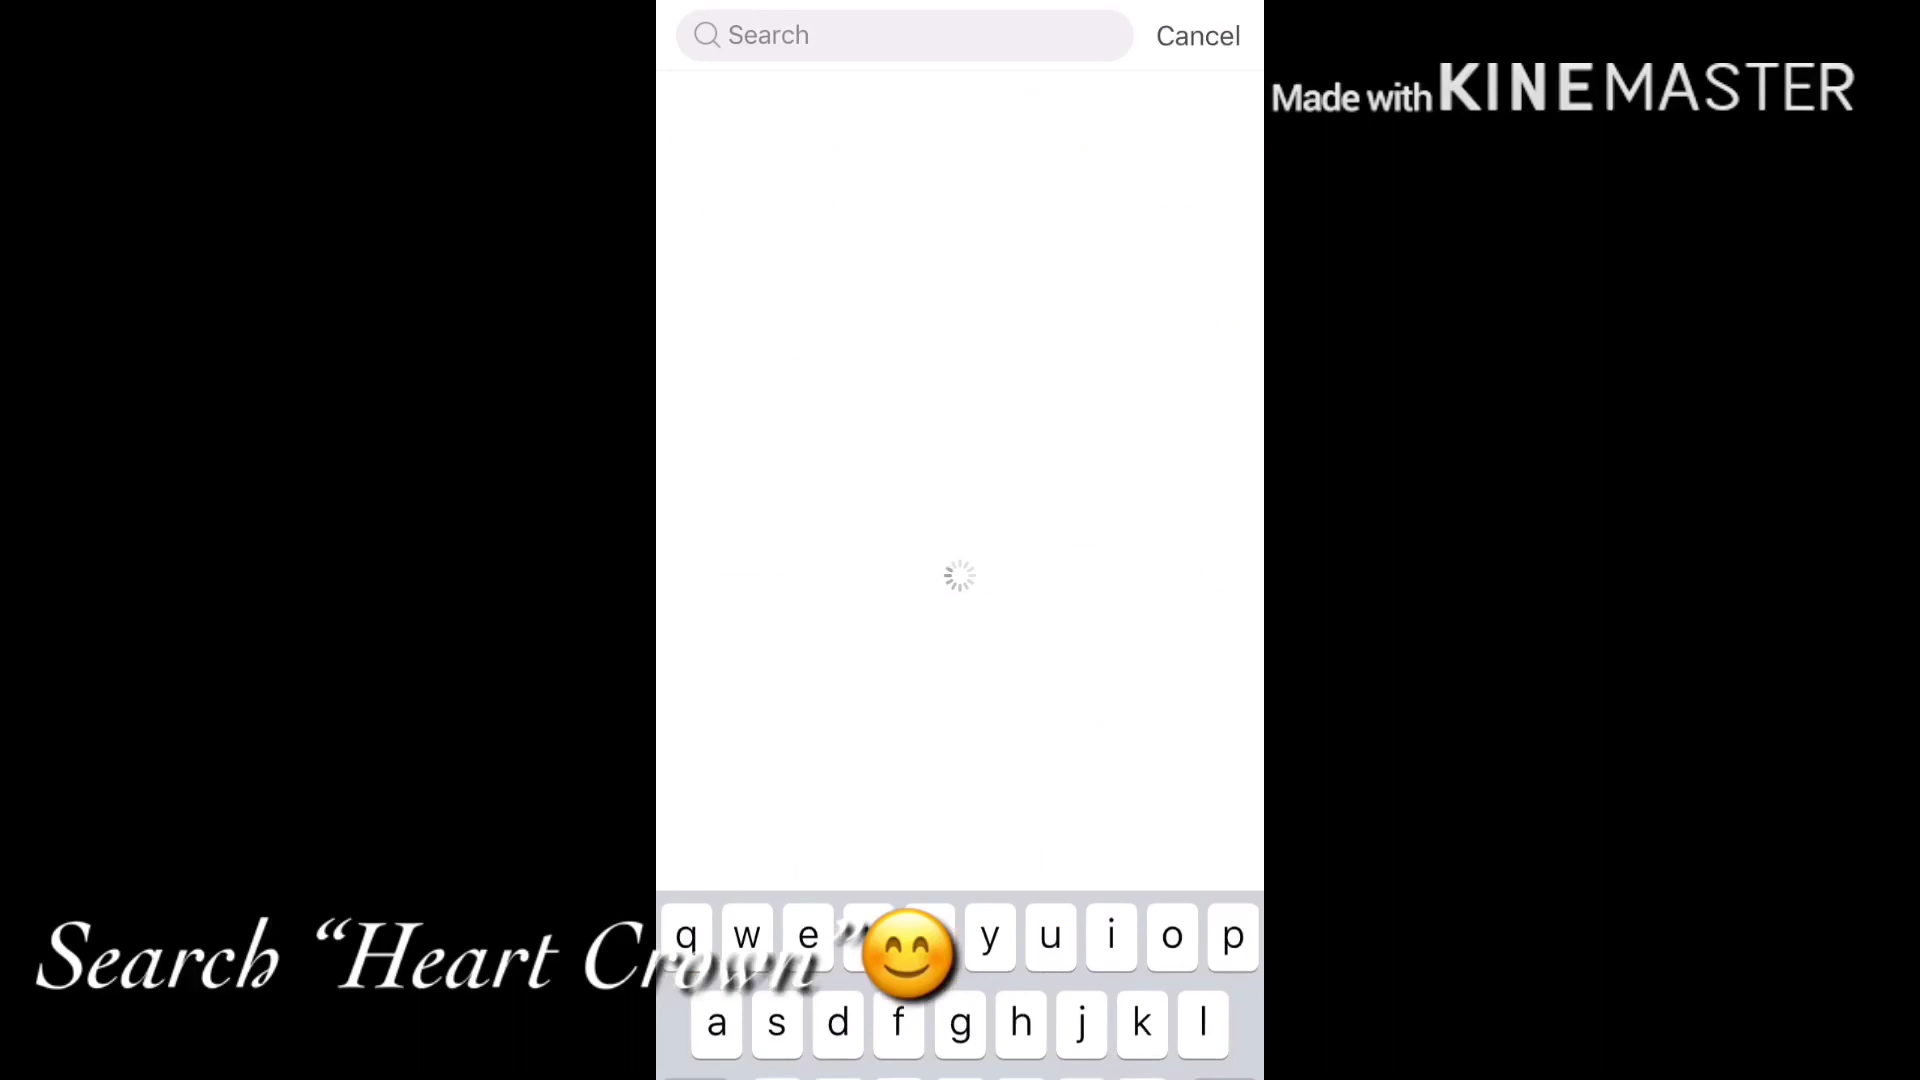 Search Cancel
Made with KINEMASTER
q w e y u i o p
Search “Heart Crown”😊
a s d f g h j k l